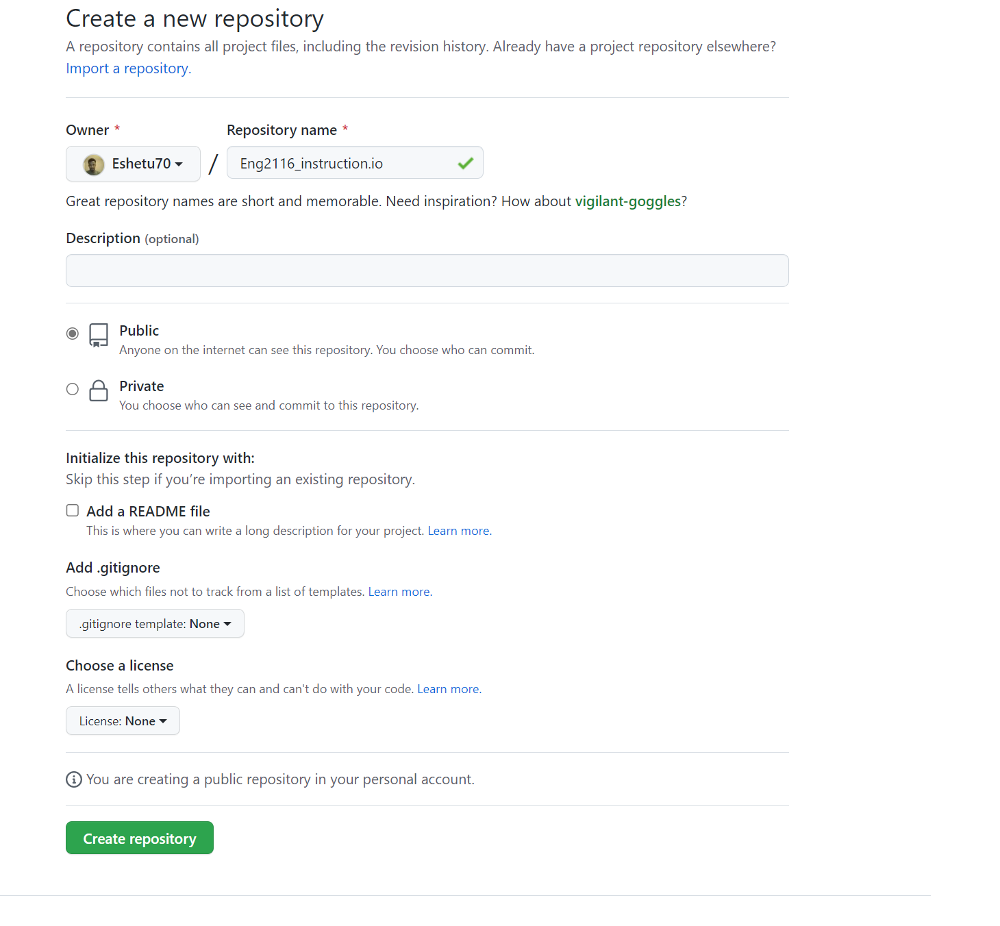 Create a new repository
A repository contains all project files, including the revision history. Already have a project repository elsewhere?
Import a repository.
Owner *
Repository name *
Eshetu70
/
Eng2116_instruction.io
Great repository names are short and memorable. Need inspiration? How about vigilant-goggles?
Description (optional)
Public
Anyone on the internet can see this repository. You choose who can commit.
Private
You choose who can see and commit to this repository.
Initialize this repository with:
Skip this step if you’re importing an existing repository.
Add a README file
This is where you can write a long description for your project. Learn more.
Add .gitignore
Choose which files not to track from a list of templates. Learn more.
.gitignore template: None
Choose a license
A license tells others what they can and can't do with your code. Learn more.
License: None
You are creating a public repository in your personal account.
Create repository